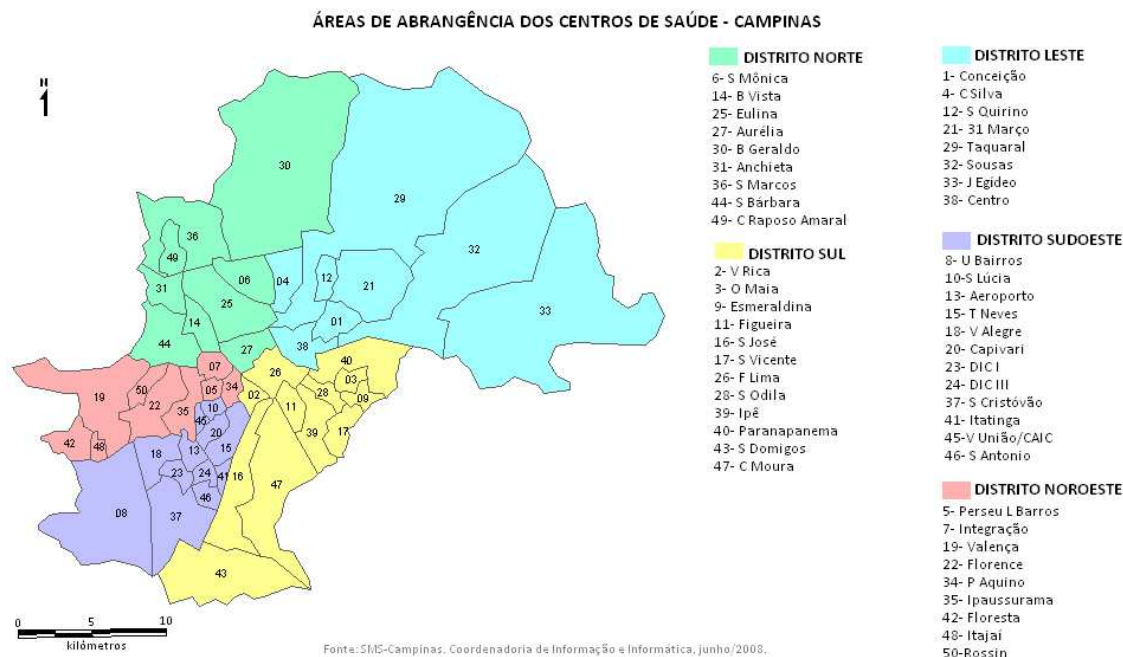 ÁREAS DE ABRANGÊNCIA DOS CENTROS DE SAÚDE - CAMPINAS
N
DISTRITO NORTE
6- S Mônica
14- B Vista
25- Eulina
27- Aurélia
30- B Geraldo
31- Anchieta
36- S Marcos
44- S Bárbara
49- C Raposo Amaral
DISTRITO SUL
2- V Rica
3- O Maia
9- Esmeraldina
11- Figueira
16- S José
17- S Vicente
26- F Lima
28- S Odila
39- Ipê
40- Paranapanema
43- S Domigos
47- C Moura
DISTRITO LESTE
1- Conceição
4- C Silva
12- S Quirino
21- 31 Março
29- Taquaral
32- Sousas
33- J Egídeo
38- Centro
DISTRITO SUDOESTE
8- U Bairros
10-S Lúcia
13- Aeroporto
15- T Neves
18- V Alegre
20- Capivari
23- DIC I
24- DIC III
37- S Cristóvão
41- Itatinga
45-V União/CAIC
46- S Antonio
DISTRITO NOROESTE
5- Perseu L Barros
7- Integração
19- Valença
22- Florence
34- P Aquino
35- Ipaussurama
42- Floresta
48- Itajaí
50-Rossin
30
29
36
49
32
06
04
12
21
31
25
33
14
01
44
27
38
40
07
26
03
50
05
34
02
28
09
19
22
35
10
11
45
20
42
48
39
17
18
13
15
23
24
41
16
47
46
08
37
43
0 5 10
kilómetros
Fonte: SMS-Campinas. Coordenadoria de Informação e Informática, junho/2008.